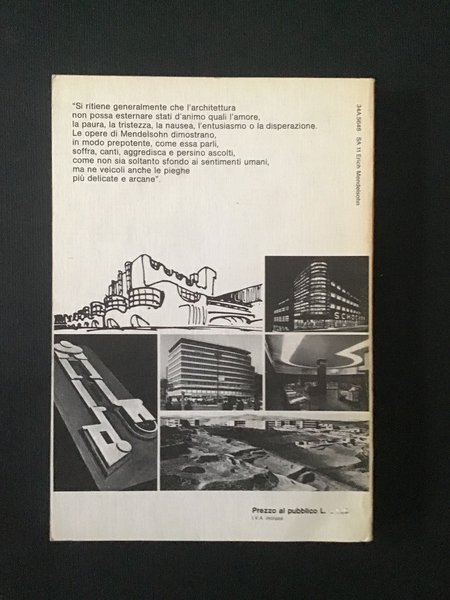 "Si ritiene generalmente che l'architettura
non possa esternare stati d'animo quali l'amore,
la paura, la tristezza, la nausea, l'entusiasmo o la disperazione.
Le opere di Mendelsohn dimostrano,
in modo prepotente, come essa parli,
soffra, canti, aggredisca e persino ascolti,
come non sia soltanto sfondo ai sentimenti umani,
ma ne veicoli anche le pieghe
più delicate e arcane".
34A.5648 SA 11 Erich Mendelsohn
SCHOCKEN
Prezzo al pubblico L.
I.V.A. inclusa